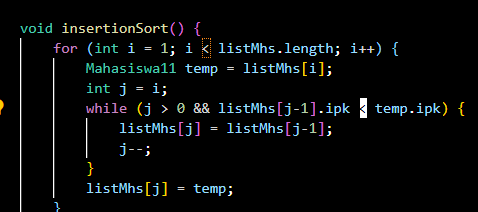 void insertionSort() {
for (int i = 1; i < listMhs.length; i++) {
Mahasiswa11 temp = listMhs[i];
int j = i;
while (j > 0 && listMhs[j-1].ipk < temp.ipk) {
listMhs[j] = listMhs[j-1];
j--;
}
listMhs[j] = temp;
}